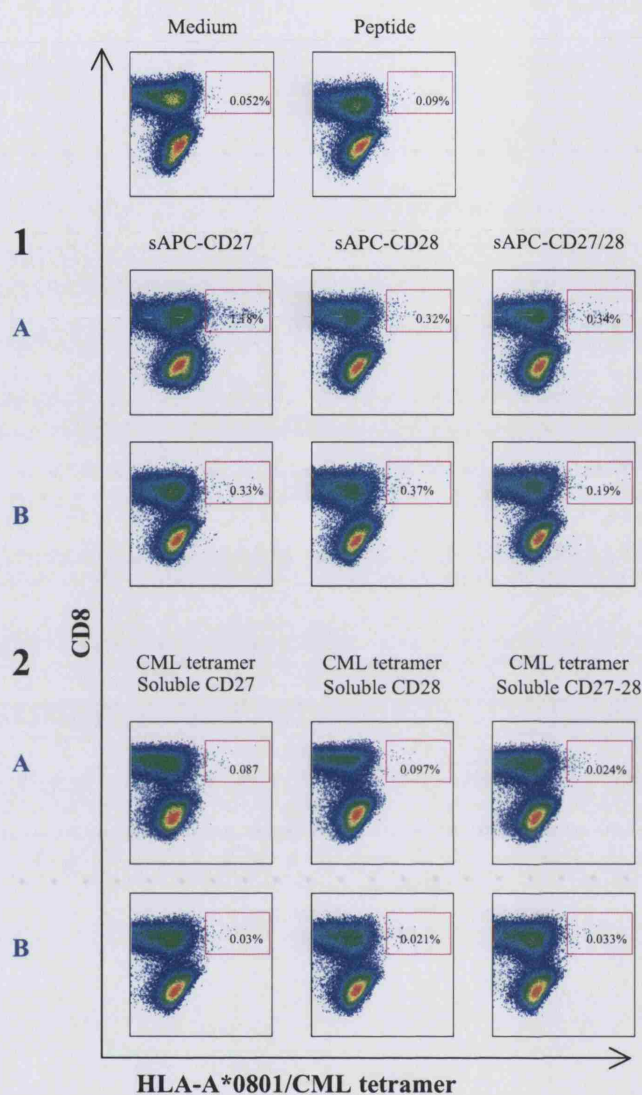 Medium Peptide
0.052% 0.09%
1 sAPC-CD27 sAPC-CD28 sAPC-CD27/28
A 1.18% 0.32% 0.34%
B 0.33% 0.37% 0.19%
CD8
2 CML tetramer CML tetramer CML tetramer
Soluble CD27 Soluble CD28 Soluble CD27-28
A 0.087 0.097% 0.024%
B 0.03% 0.021% 0.033%
HLA-A*0801/CML tetramer